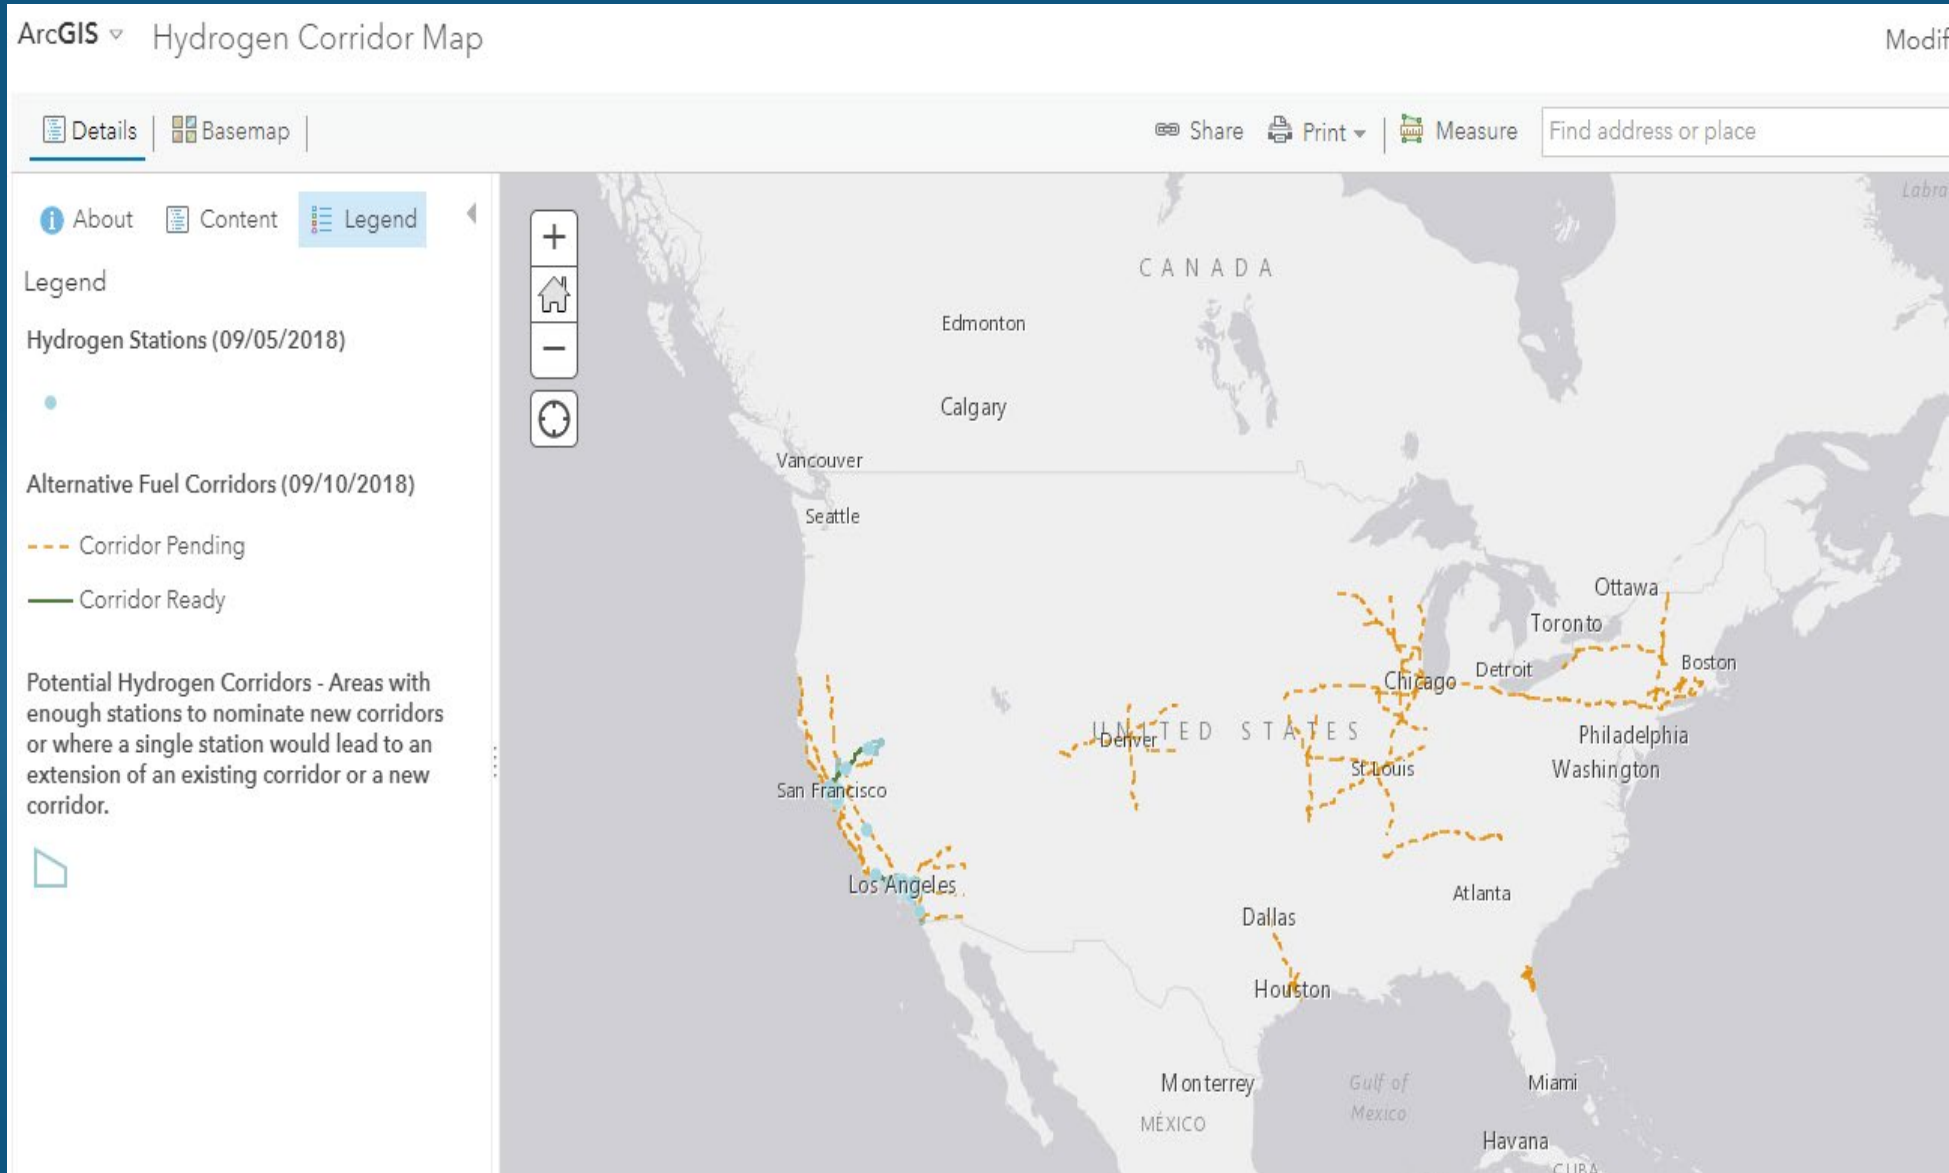 ArcGIS Hydrogen Corridor Map
Modif
Details Basemap
Share Print Measure Find address or place
About Content Legend
Legend
Hydrogen Stations (09/05/2018)
Alternative Fuel Corridors (09/10/2018)
Corridor Pending
Corridor Ready
Potential Hydrogen Corridors - Areas with
enough stations to nominate new corridors
or where a single station would lead to an
extension of an existing corridor or a new
corridor.
+
−
Labra
CANADA
Edmonton
Calgary
Vancouver
Seattle
Ottawa
Toronto
Boston
Detroit
Chicago
UNITED STATES
Denver
Philadelphia
St Louis
Washington
San Francisco
Los Angeles
Atlanta
Dallas
Houston
Monterrey
Gulf of
Mexico
Miami
MÉXICO
Havana
CUBA